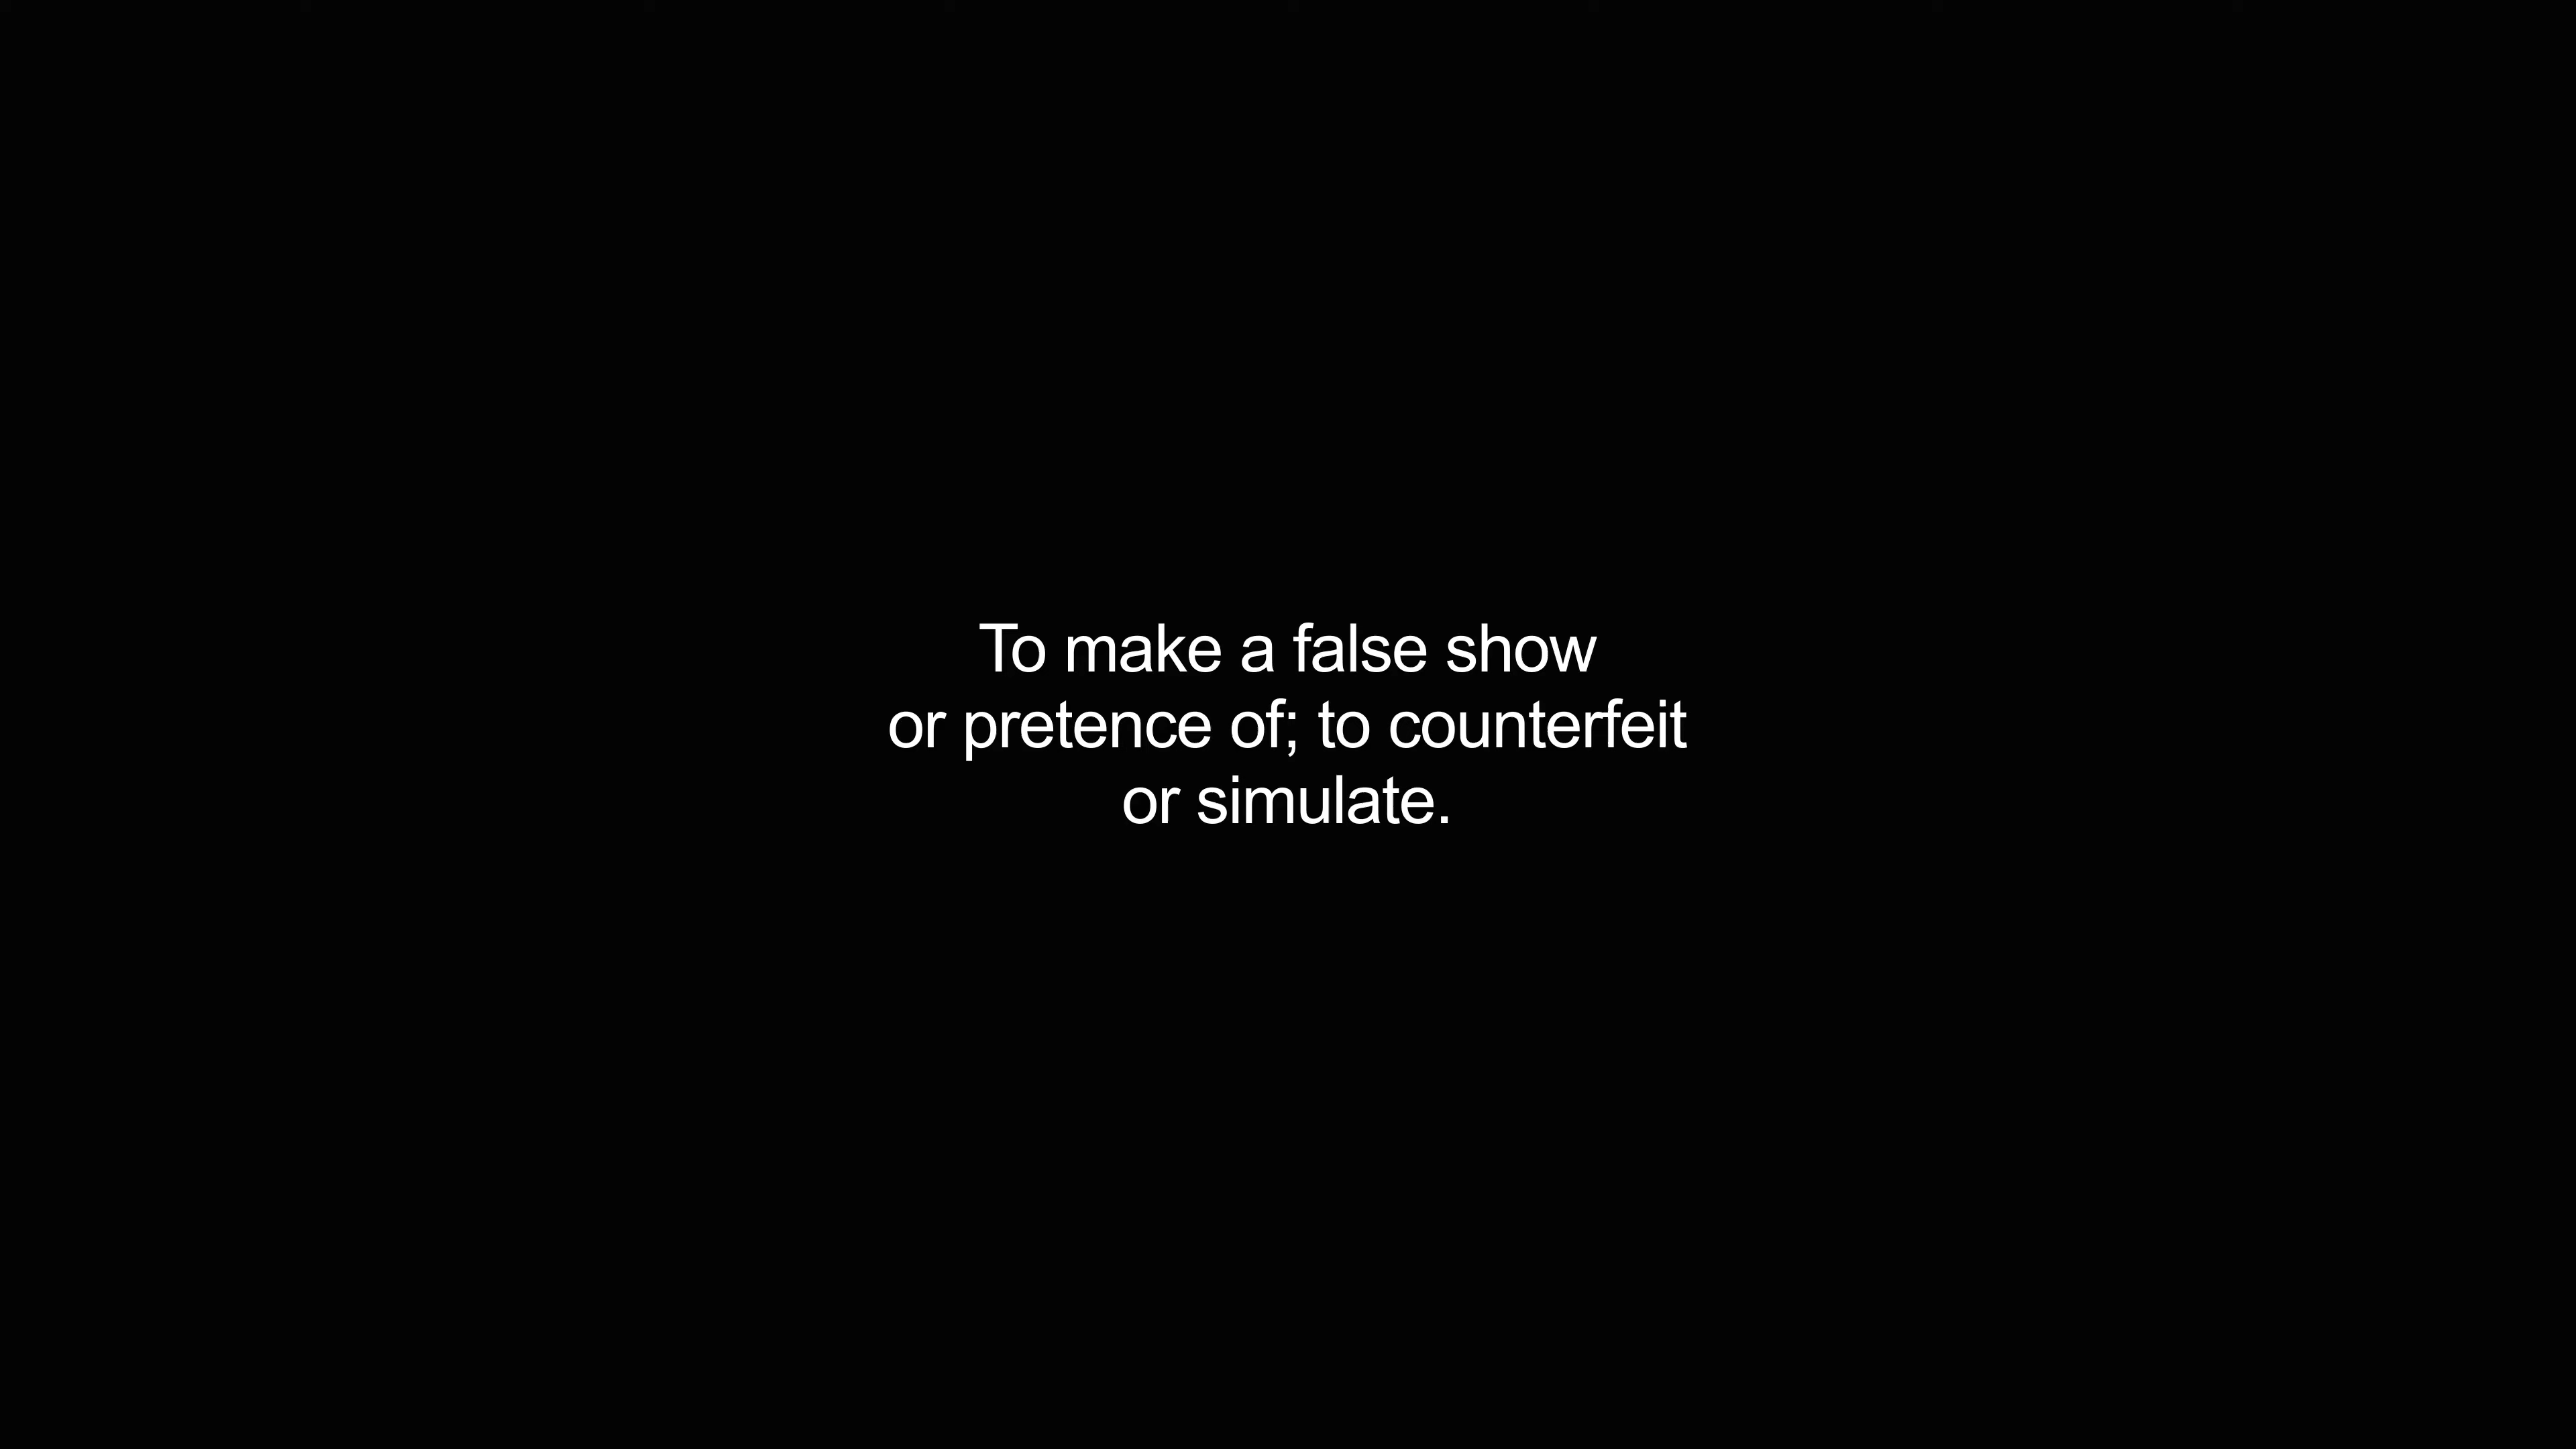 To make a false show
or pretence of; to counterfeit
or simulate.